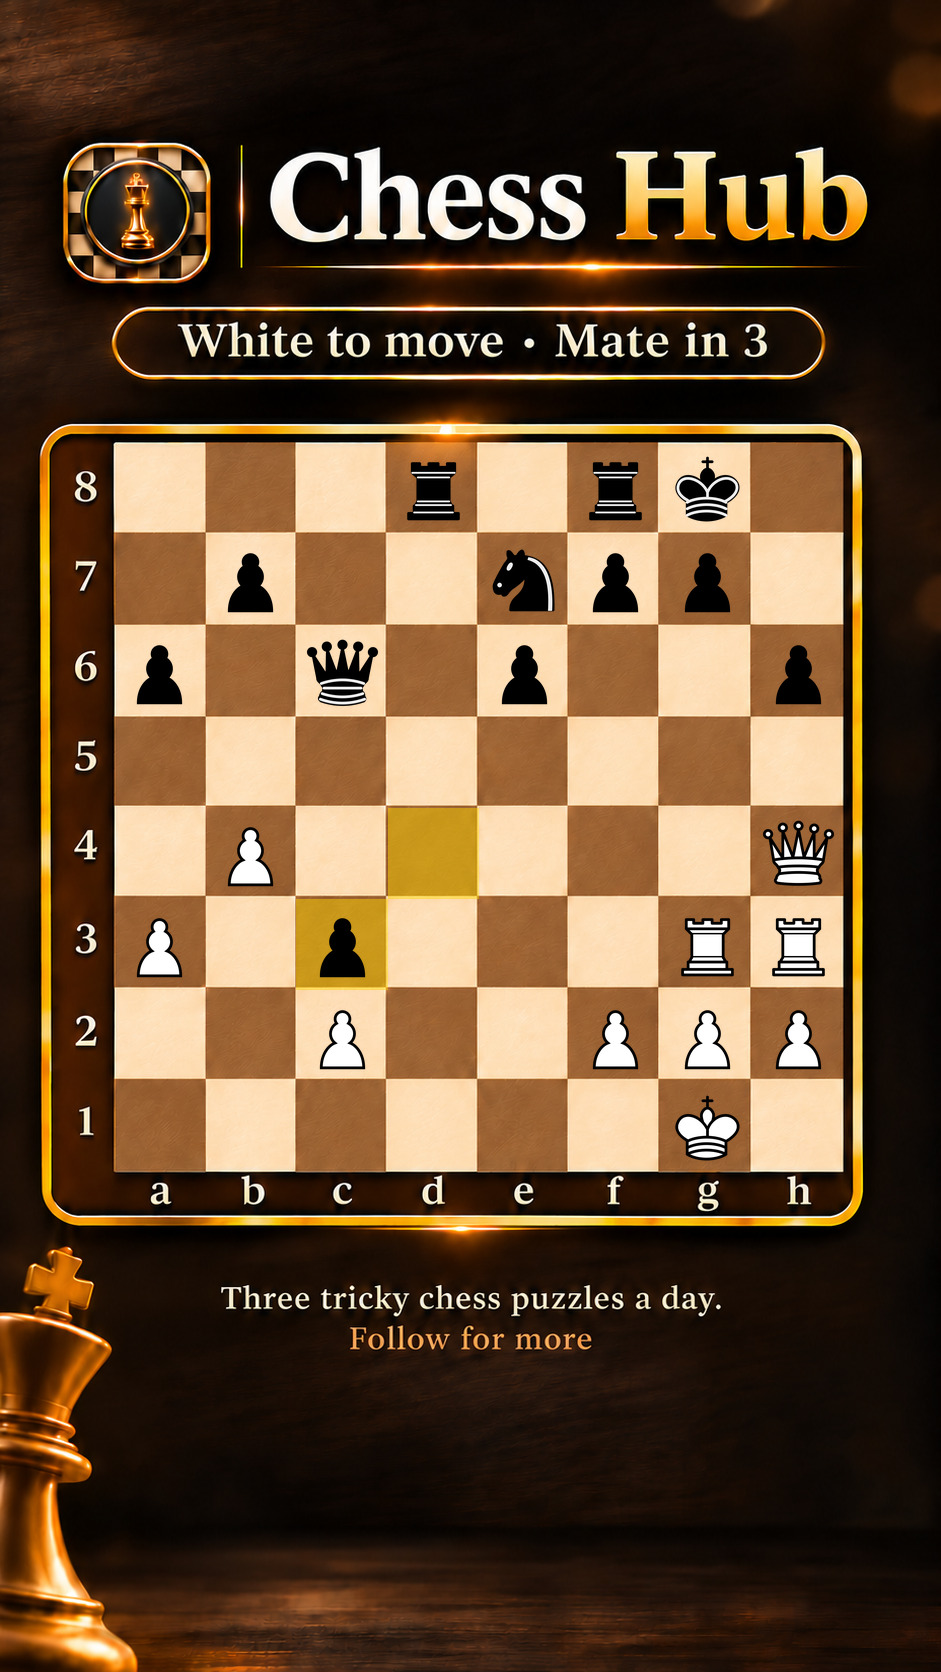 Chess Hub
White to move • Mate in 3
8
7
6
5
4
3
2
1
a b c d e f g h
Three tricky chess puzzles a day.
Follow for more